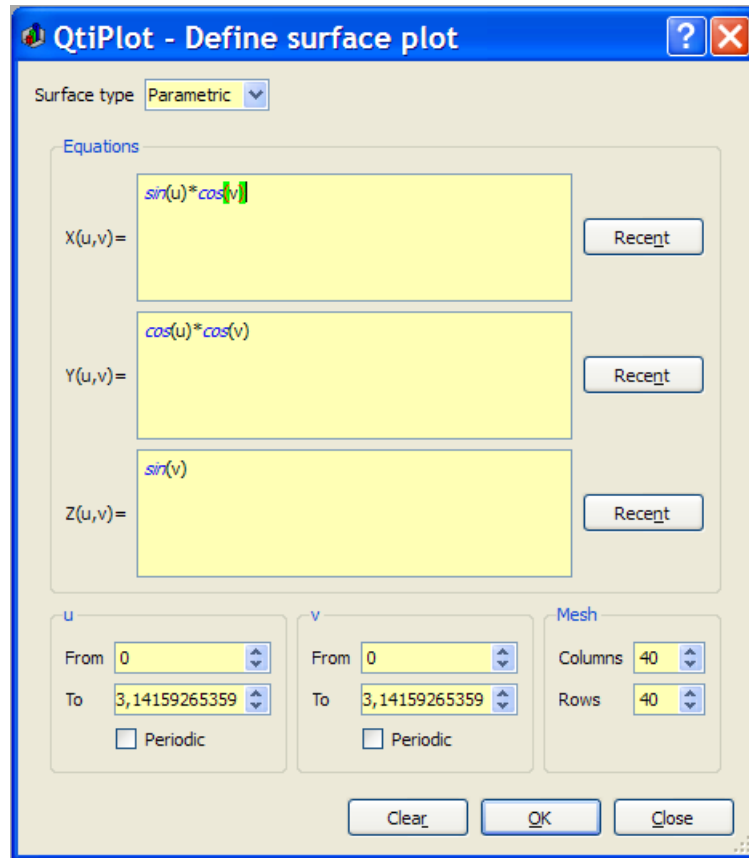 QtiPlot - Define surface plot
Surface type Parametric
Equations
X(u,v)= sin(u)*cos(v) Recent
Y(u,v)= cos(u)*cos(v) Recent
Z(u,v)= sin(v) Recent
u v Mesh
From 0 From 0 Columns 40
To 3,14159265359 To 3,14159265359 Rows 40
Periodic Periodic
Clear OK Close